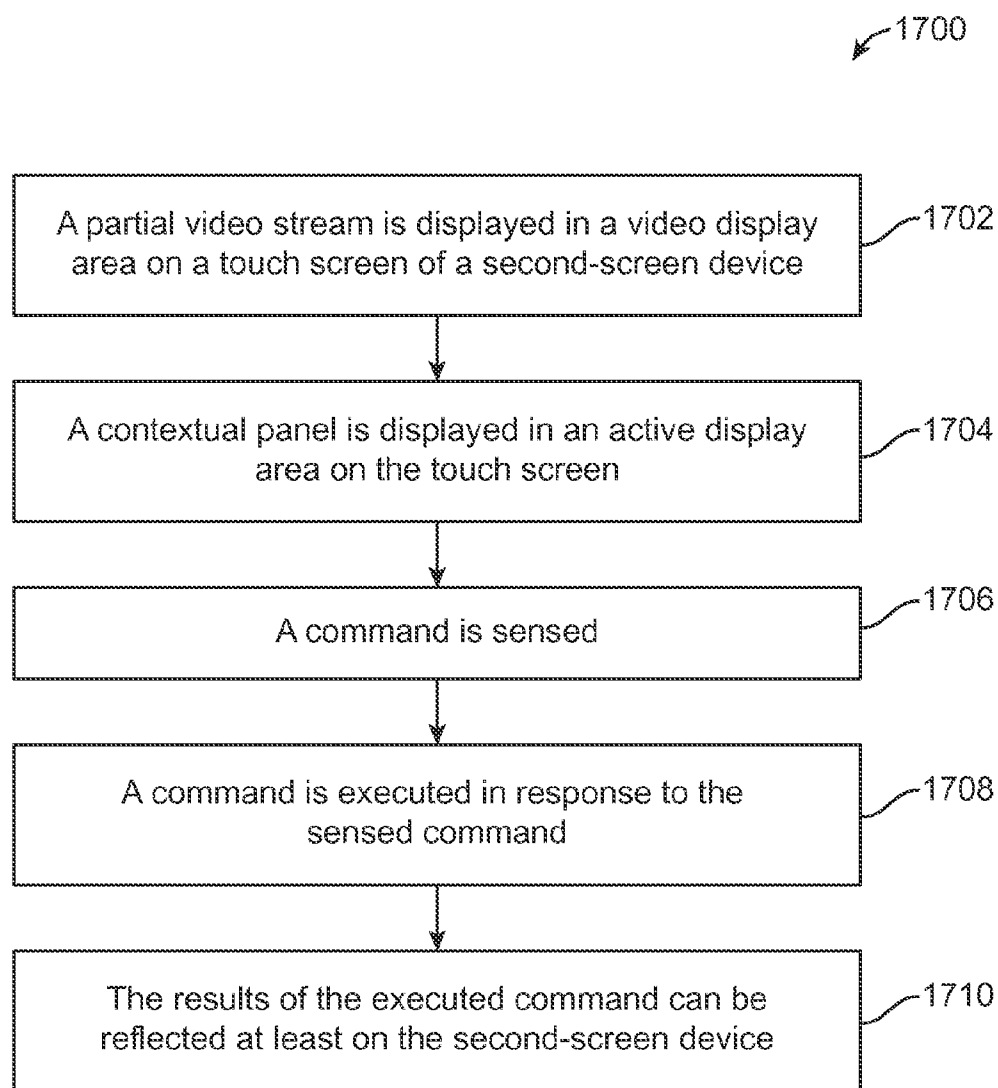 1700
A partial video stream is displayed in a video display
area on a touch screen of a second-screen device
1702
A contextual panel is displayed in an active display
area on the touch screen
1704
A command is sensed
1706
A command is executed in response to the
sensed command
1708
The results of the executed command can be
reflected at least on the second-screen device
1710